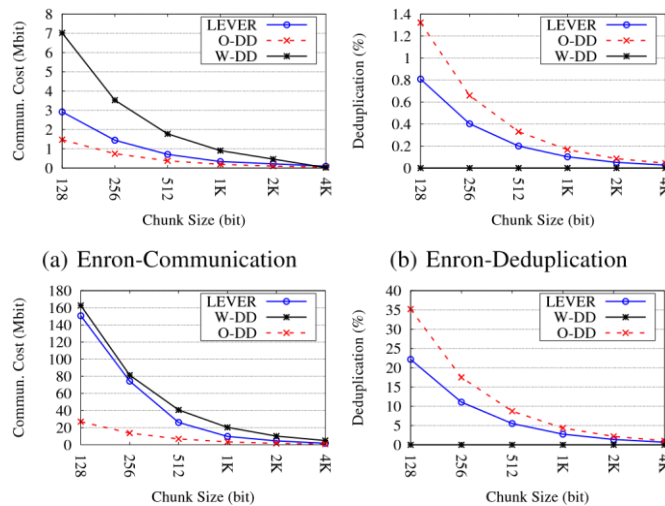 Commun. Cost (Mbit)
8
7
6
5
4
3
2
1
0
LEVER
O-DD
W-DD
128
256
512
1K
2K
4K
Chunk Size (bit)
(a) Enron-Communication
Deduplication (%)
1.4
1.2
1
0.8
0.6
0.4
0.2
0
LEVER
O-DD
W-DD
128
256
512
1K
2K
4K
Chunk Size (bit)
(b) Enron-Deduplication
Commun. Cost (Mbit)
180
160
140
120
100
80
60
40
20
0
LEVER
W-DD
O-DD
128
256
512
1K
2K
4K
Chunk Size (bit)
Deduplication (%)
40
35
30
25
20
15
10
5
0
LEVER
W-DD
O-DD
128
256
512
1K
2K
4K
Chunk Size (bit)